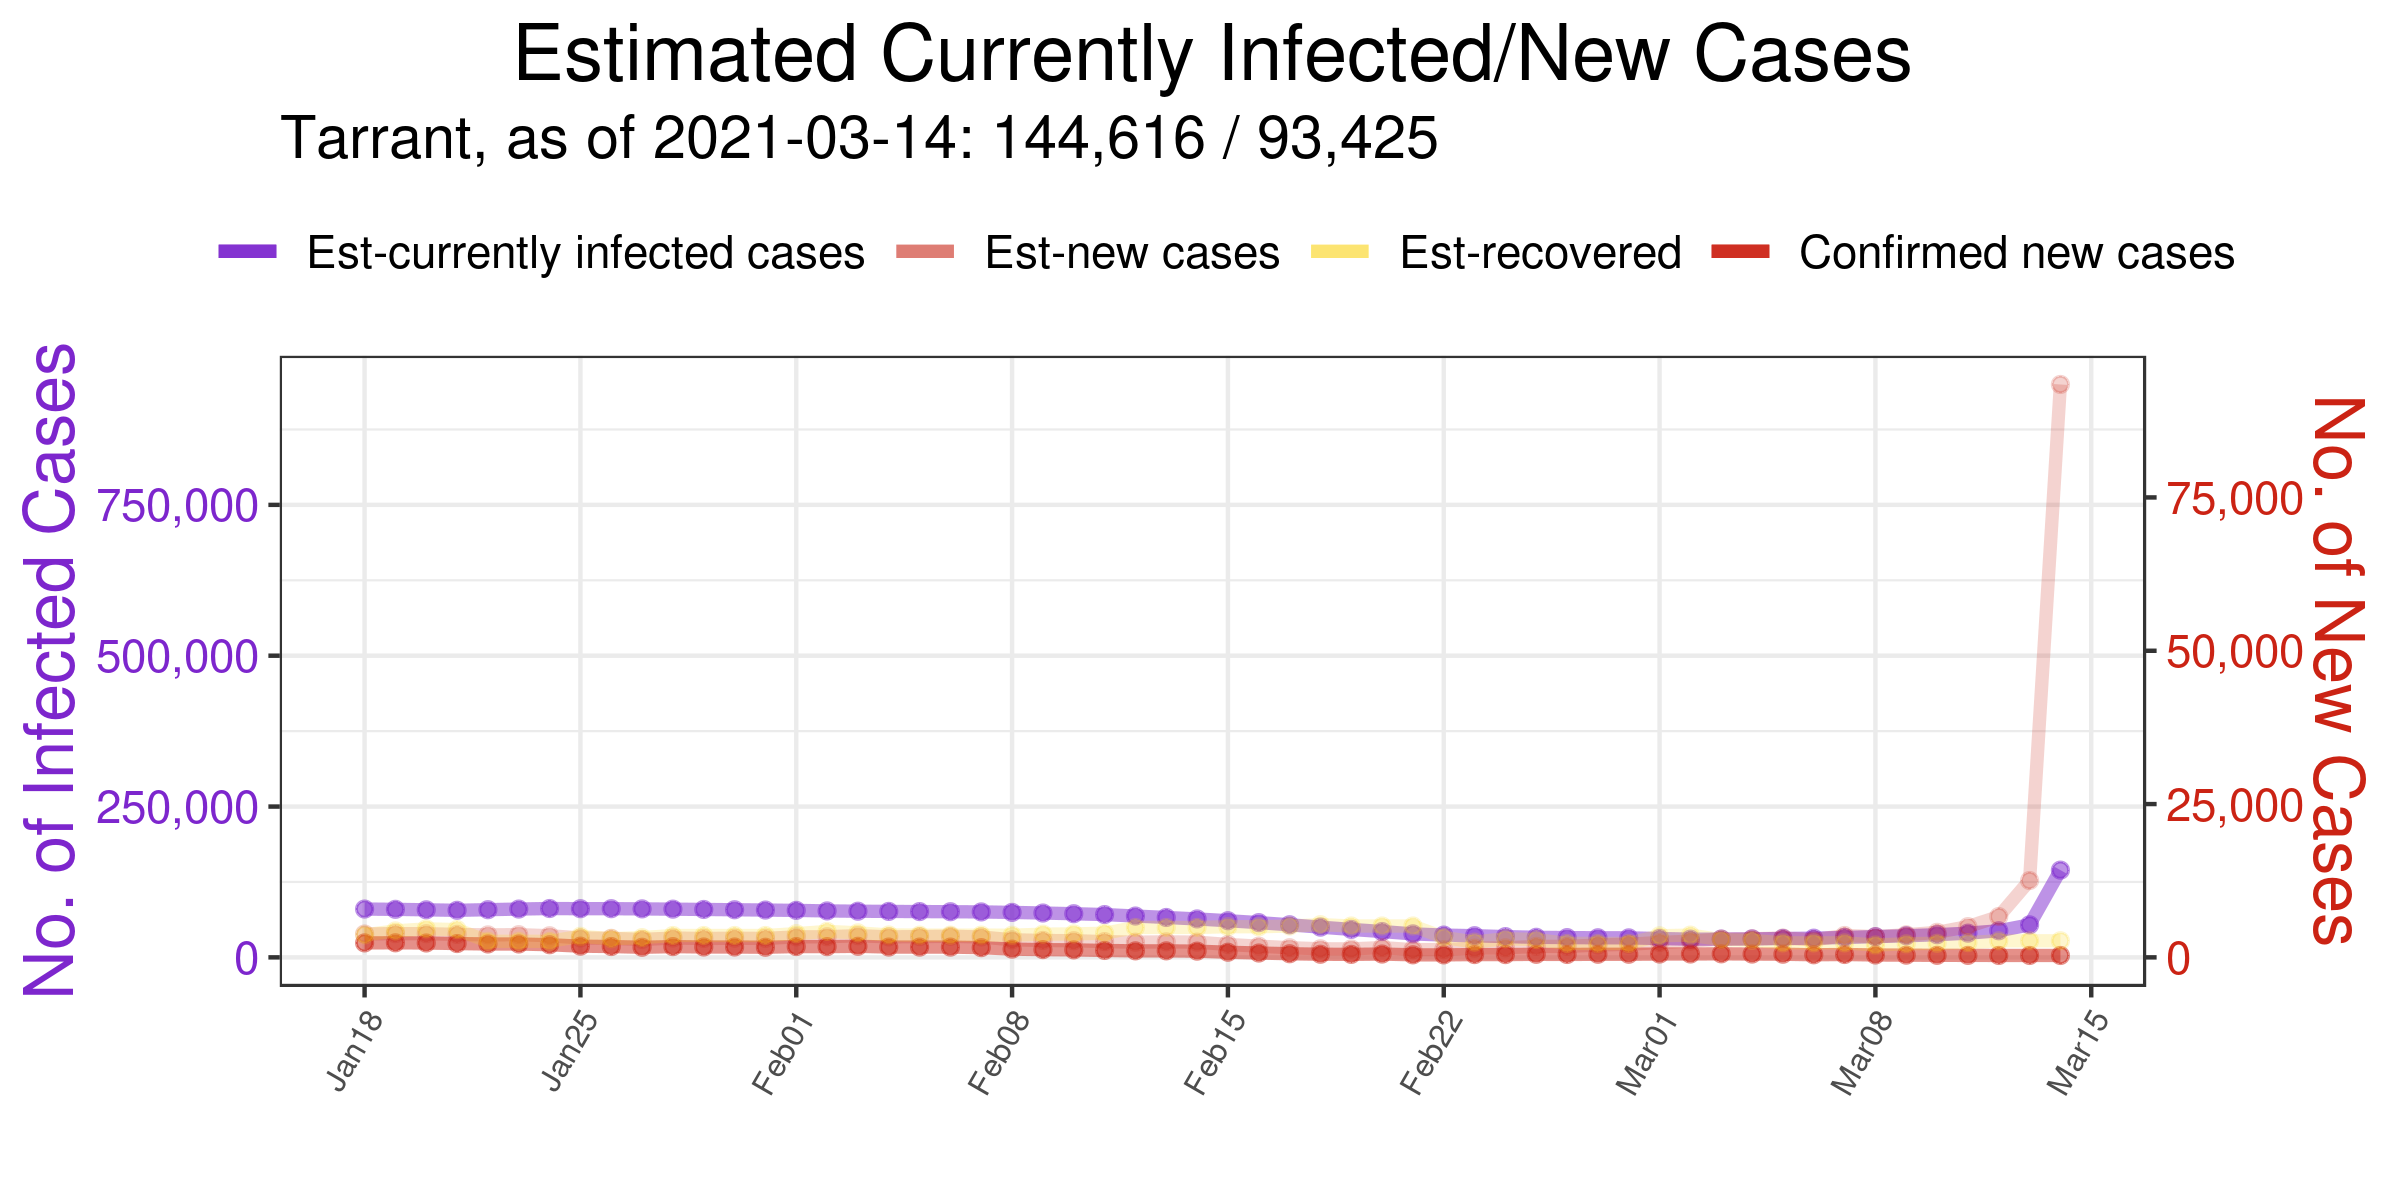 Estimated Currently Infected/New Cases
Tarrant, as of 2021-03-14: 144,616 / 93,425
Est-currently infected cases Est-new cases Est-recovered Confirmed new cases
No. of Infected Cases
750,000
500,000
250,000
0
75,000
50,000
25,000
0
No. of New Cases
Jan18 Jan25 Feb01 Feb08 Feb15 Feb22 Mar01 Mar08 Mar15